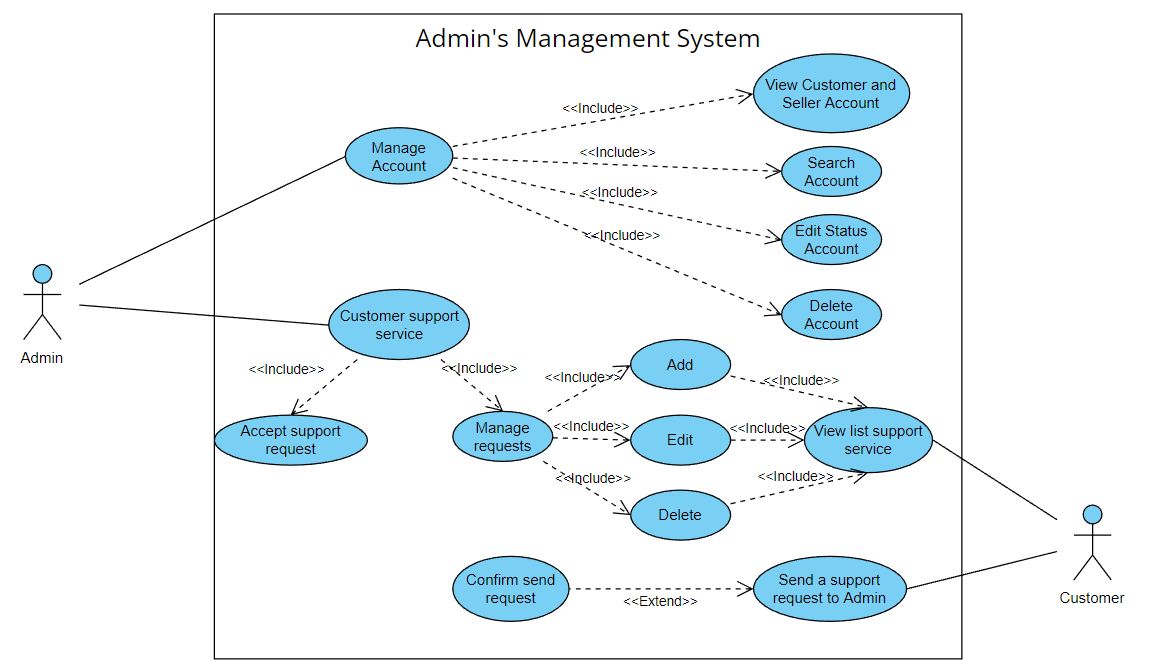 Admin's Management System
View Customer and
Seller Account
<<Include>>
Manage
Account
<<Include>>
Search
Account
<<Include>>
Edit Status
Account
<<Include>>
Delete
Account
Admin
Customer support
service
<<Include>>
<<Include>>
<<Include>>
Add
<<Include>>
Accept support
request
Manage
requests
<<Include>>
Edit
<<Include>>
View list support
service
<<Include>>
Delete
<<Include>>
Confirm send
request
<<Extend>>
Send a support
request to Admin
Customer